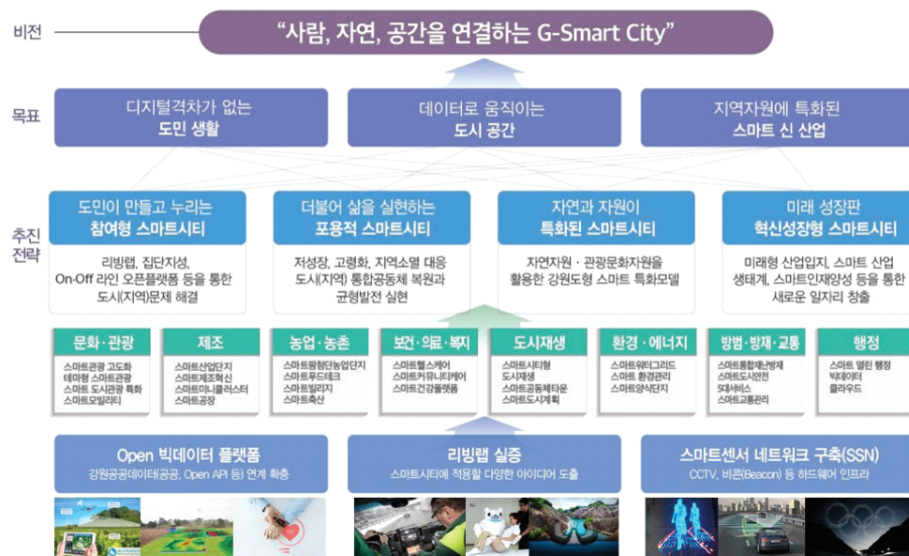 비전
“사람, 자연, 공간을 연결하는 G-Smart City”
목표
디지털격차가 없는
도민 생활
데이터로 움직이는
도시 공간
지역자원에 특화된
스마트 신 산업
추진
전략
도민이 만들고 누리는
참여형 스마트시티
리빙랩, 집단지성,
On-Off 라인 오픈플랫폼 등을 통한
도시(지역)문제 해결
더불어 삶을 실현하는
포용적 스마트시티
저성장, 고령화, 지역소멸 대응
도시(지역) 통합공동체 복원과
균형발전 실현
자연과 자원이
특화된 스마트시티
자연자원 · 관광문화자원을
활용한 강원도형 스마트 특화모델
미래 성장판
혁신성장형 스마트시티
미래형 산업입지, 스마트 산업
생태계, 스마트인재양성 등을 통한
새로운 일자리 창출
문화 · 관광
스마트관광 고도화
테마형 스마트관광
스마트 도시관광 특화
스마트모빌리티
제조
스마트산업단지
스마트제조혁신
스마트미니클러스터
스마트공장
농업 · 농촌
스마트팜첨단농업단지
스마트푸드테크
스마트빌리지
스마트축산
보건 · 의료 · 복지
스마트헬스케어
스마트커뮤니티케어
스마트건강플랫폼
도시재생
스마트시티형
도시재생
스마트공동체타운
스마트도시계획
환경 · 에너지
스마트워터그리드
스마트 환경관리
스마트양식단지
방범 · 방재 · 교통
스마트통합재난방재
스마트도시안전
5대서비스
스마트교통관리
행정
스마트 열린 행정
빅데이터
클라우드
Open 빅데이터 플랫폼
강원공공데이터(공공, Open API 등) 연계 확충
리빙랩 실증
스마트시티에 적용할 다양한 아이디어 도출
스마트센서 네트워크 구축(SSN)
CCTV, 비콘(Beacon) 등 하드웨어 인프라